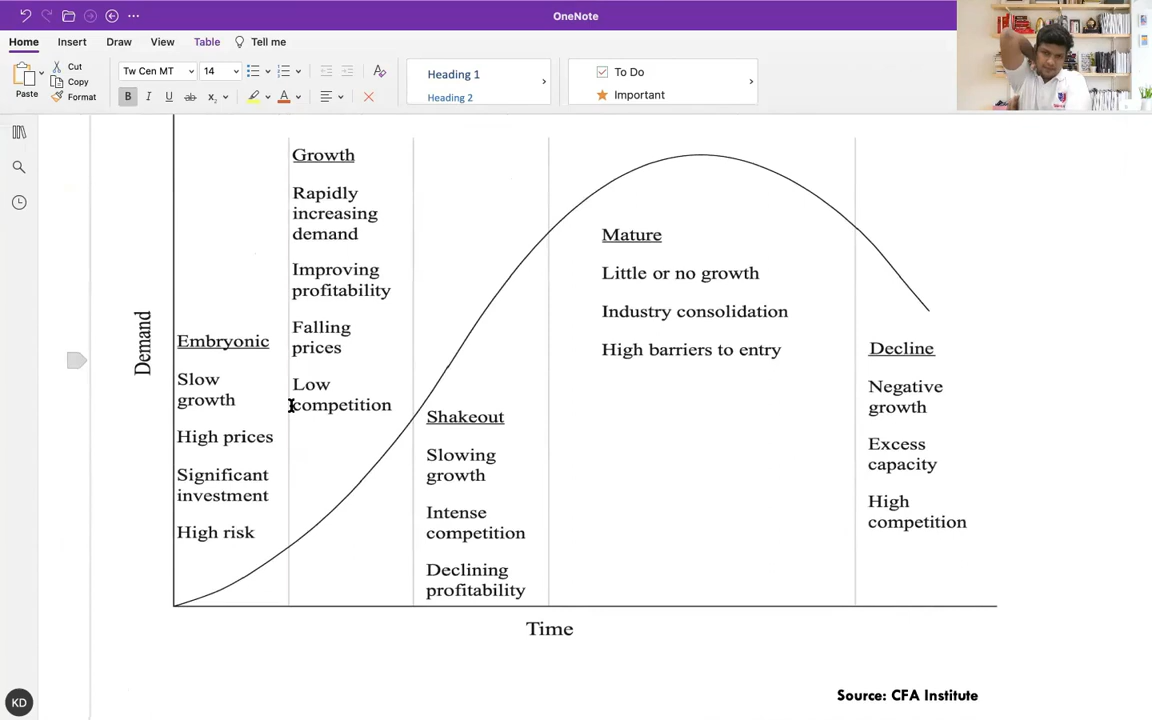 OneNote
Home Insert Draw View Table Tell me
Paste
Cut
Copy
Format
Tw Cen MT 14
Heading 1
Heading 2
To Do
Important
Growth
Rapidly
increasing
demand
Improving
profitability
Falling
prices
Low
competition
Demand
Embryonic
Slow
growth
High prices
Significant
investment
High risk
Shakeout
Slowing
growth
Intense
competition
Declining
profitability
Mature
Little or no growth
Industry consolidation
High barriers to entry
Decline
Negative
growth
Excess
capacity
High
competition
Time
Source: CFA Institute
KD